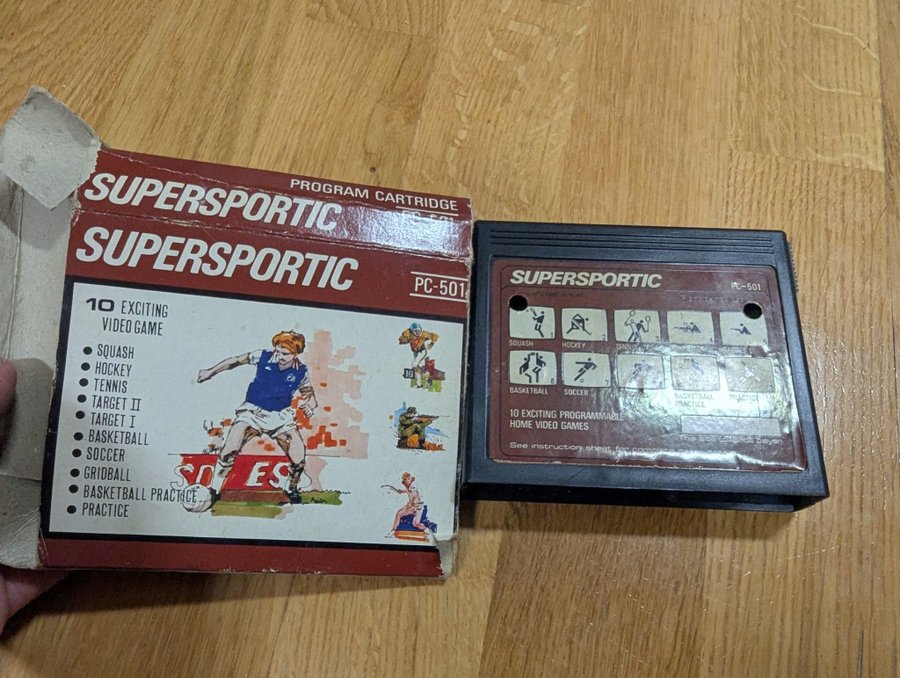 PROGRAM CARTRIDGE
SUPERSPORTIC
SUPERSPORTIC
PC-501
10 EXCITING
VIDEO GAME
SQUASH
HOCKEY
TENNIS
TARGET II
TARGET I
BASKETBALL
SOCCER
GRIDBALL
BASKETBALL PRACTICE
PRACTICE
SUPERSPORTIC
PC-501
SQUASH
HOCKEY
BASKETBALL
SOCCER
BASKETBALL
PRACTICE
10 EXCITING PROGRAMMABLE
HOME VIDEO GAMES
See instruction sheet for